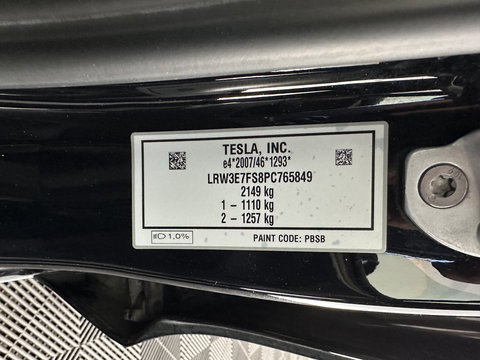 TESLA, INC.
e4*2007/46*1293*
LRW3E7FS8PC765849
2149 kg
1 – 1110 kg
2 – 1257 kg
1,0%
PAINT CODE: PBSB